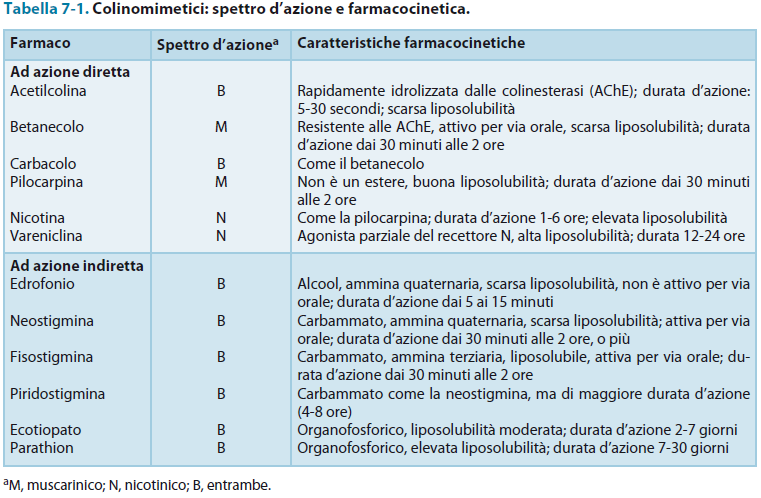 Tabella 7-1. Colinomimetici: spettro d'azione e farmacocinetica.
Farmaco Spettro d'azioneᵃ Caratteristiche farmacocinetiche
Ad azione diretta
Acetilcolina B Rapidamente idrolizzata dalle colinesterasi (AChE); durata d'azione:
5-30 secondi; scarsa liposolubilità
Betanecolo M Resistente alle AChE, attivo per via orale, scarsa liposolubilità; durata
d'azione dai 30 minuti alle 2 ore
Carbacolo B Come il betanecolo
Pilocarpina M Non è un estere, buona liposolubilità; durata d'azione dai 30 minuti
alle 2 ore
Nicotina N Come la pilocarpina; durata d'azione 1-6 ore; elevata liposolubilità
Vareniclina N Agonista parziale del recettore N, alta liposolubilità; durata 12-24 ore
Ad azione indiretta
Edrofonio B Alcool, ammina quaternaria, scarsa liposolubilità, non è attivo per via
orale; durata d'azione dai 5 ai 15 minuti
Neostigmina B Carbammato, ammina quaternaria, scarsa liposolubilità; attiva per via
orale; durata d'azione dai 30 minuti alle 2 ore, o più
Fisostigmina B Carbammato, ammina terziaria, liposolubile, attiva per via orale; du-
rata d'azione dai 30 minuti alle 2 ore
Piridostigmina B Carbammato come la neostigmina, ma di maggiore durata d'azione
(4-8 ore)
Ecotiopato B Organofosforico, liposolubilità moderata; durata d'azione 2-7 giorni
Parathion B Organofosforico, elevata liposolubilità; durata d'azione 7-30 giorni
ᵃM, muscarinico; N, nicotinico; B, entrambe.